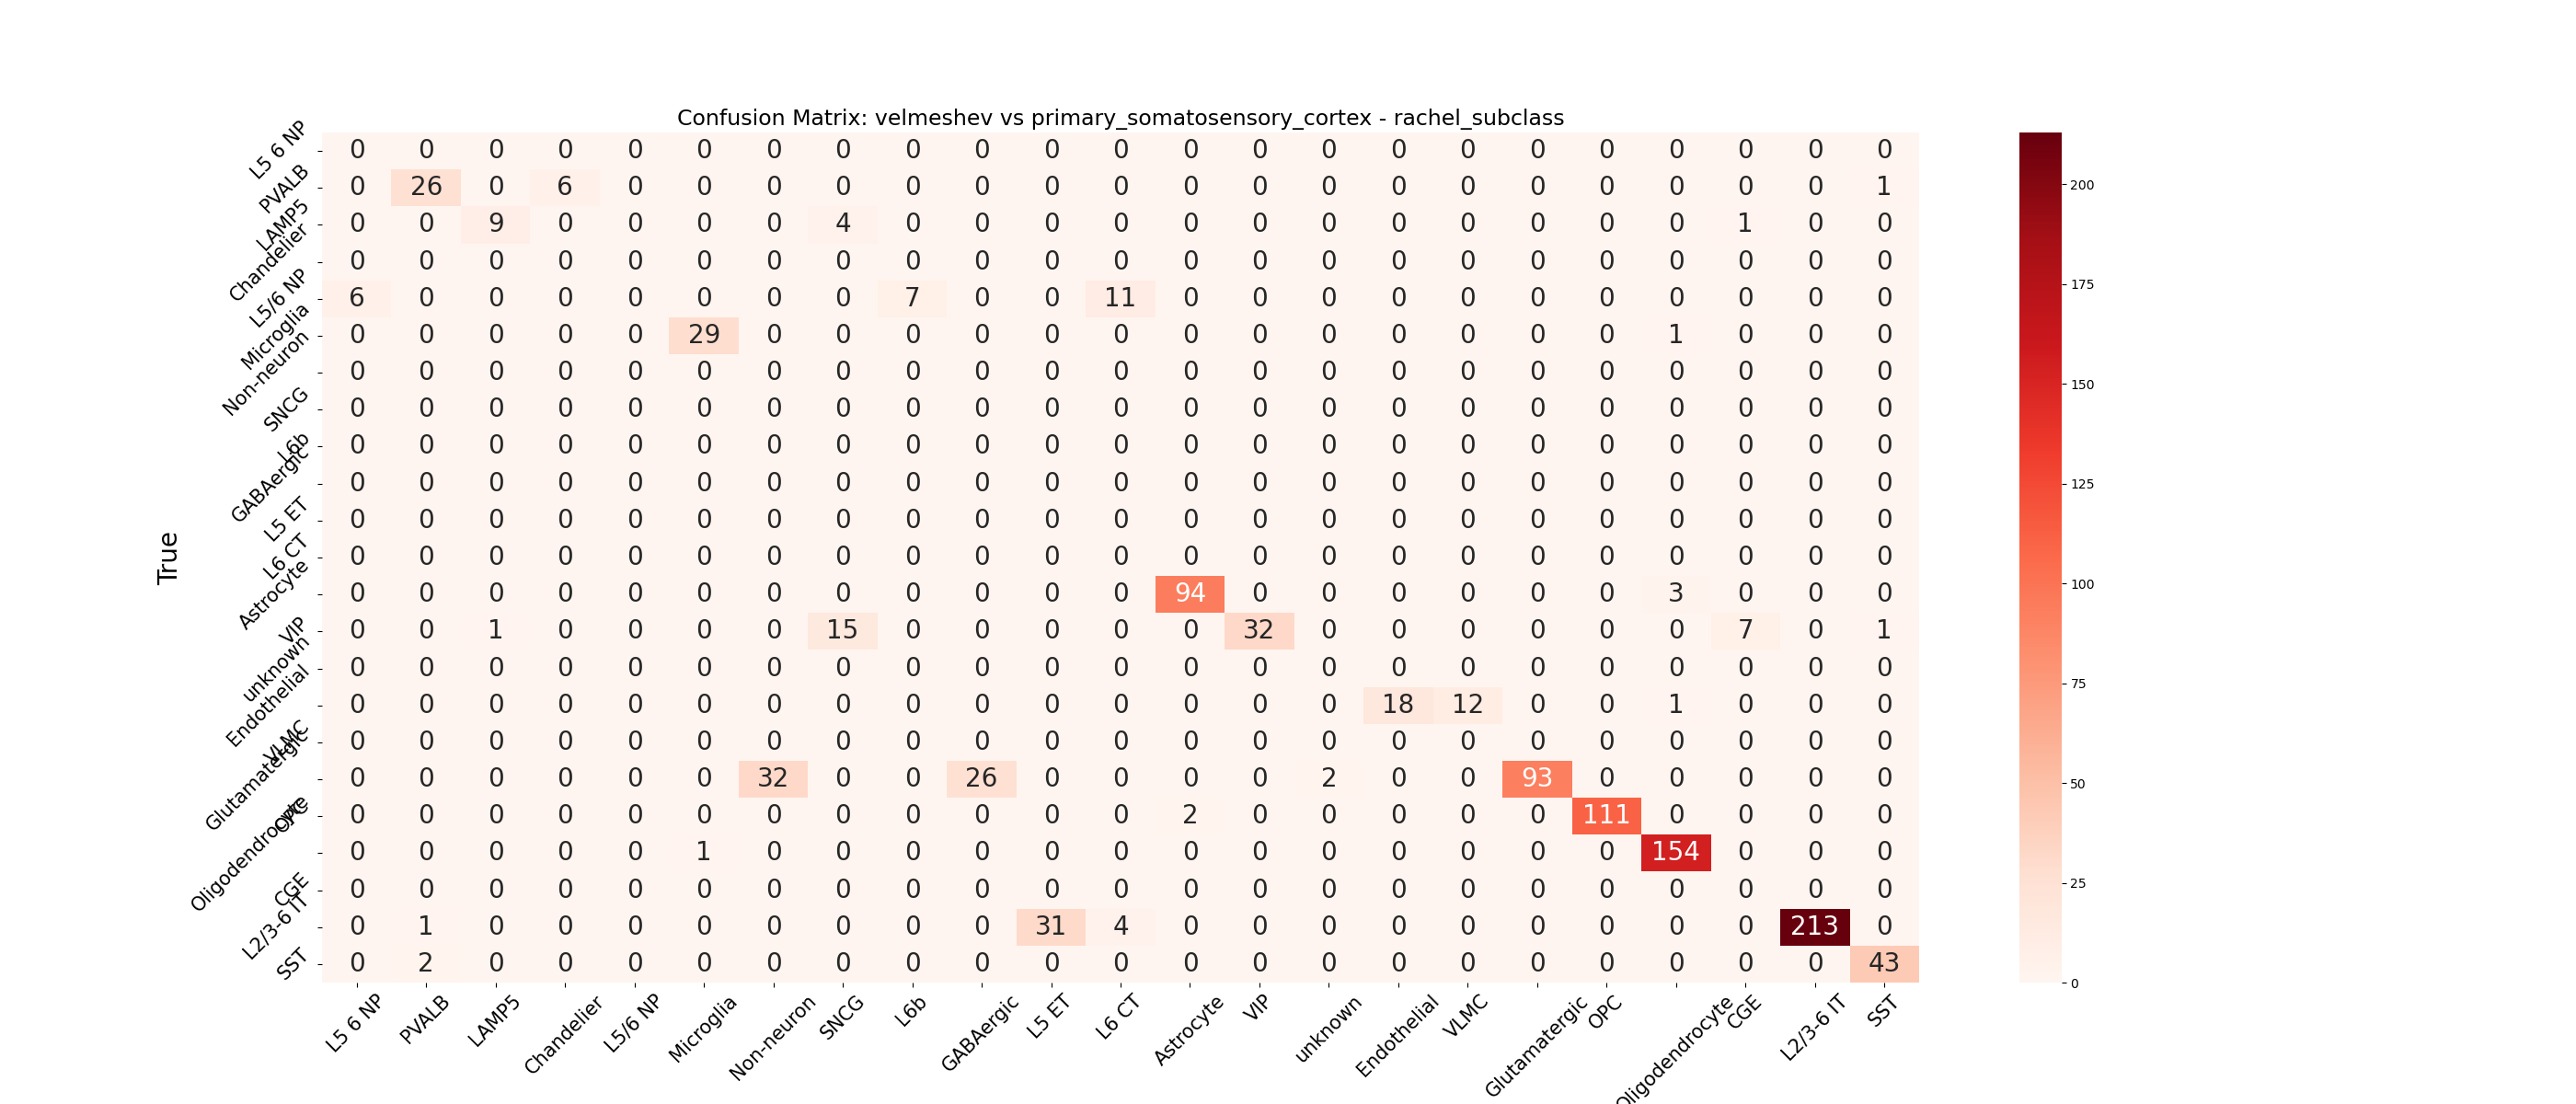 Confusion Matrix: velmeshev vs primary_somatosensory_cortex - rachel_subclass
True
L5 6 NP 0 0 0 0 0 0 0 0 0 0 0 0 0 0 0 0 0 0 0 0 0 0 0
PVALB 0 26 0 6 0 0 0 0 0 0 0 0 0 0 0 0 0 0 0 0 0 0 1
LAMP5 0 0 9 0 0 0 0 4 0 0 0 0 0 0 0 0 0 0 0 0 1 0 0
Chandelier 0 0 0 0 0 0 0 0 0 0 0 0 0 0 0 0 0 0 0 0 0 0 0
L5/6 NP 6 0 0 0 0 0 0 0 7 0 0 11 0 0 0 0 0 0 0 0 0 0 0
Microglia 0 0 0 0 0 29 0 0 0 0 0 0 0 0 0 0 0 0 0 1 0 0 0
Non-neuron 0 0 0 0 0 0 0 0 0 0 0 0 0 0 0 0 0 0 0 0 0 0 0
SNCG 0 0 0 0 0 0 0 0 0 0 0 0 0 0 0 0 0 0 0 0 0 0 0
L6b 0 0 0 0 0 0 0 0 0 0 0 0 0 0 0 0 0 0 0 0 0 0 0
GABAergic 0 0 0 0 0 0 0 0 0 0 0 0 0 0 0 0 0 0 0 0 0 0 0
L5 ET 0 0 0 0 0 0 0 0 0 0 0 0 0 0 0 0 0 0 0 0 0 0 0
L6 CT 0 0 0 0 0 0 0 0 0 0 0 0 0 0 0 0 0 0 0 0 0 0 0
Astrocyte 0 0 0 0 0 0 0 0 0 0 0 0 94 0 0 0 0 0 0 3 0 0 0
VIP 0 0 1 0 0 0 0 15 0 0 0 0 0 32 0 0 0 0 0 0 7 0 1
unknown 0 0 0 0 0 0 0 0 0 0 0 0 0 0 0 0 0 0 0 0 0 0 0
Endothelial 0 0 0 0 0 0 0 0 0 0 0 0 0 0 0 18 12 0 0 1 0 0 0
VLMC 0 0 0 0 0 0 0 0 0 0 0 0 0 0 0 0 0 0 0 0 0 0 0
Glutamatergic 0 0 0 0 0 0 32 0 0 26 0 0 0 0 2 0 0 93 0 0 0 0 0
OPC 0 0 0 0 0 0 0 0 0 0 0 0 2 0 0 0 0 0 111 0 0 0 0
Oligodendrocyte 0 0 0 0 0 1 0 0 0 0 0 0 0 0 0 0 0 0 0 154 0 0 0
CGE 0 0 0 0 0 0 0 0 0 0 0 0 0 0 0 0 0 0 0 0 0 0 0
L2/3-6 IT 0 1 0 0 0 0 0 0 0 0 31 4 0 0 0 0 0 0 0 0 0 213 0
SST 0 2 0 0 0 0 0 0 0 0 0 0 0 0 0 0 0 0 0 0 0 0 43
L5 6 NP PVALB LAMP5 Chandelier L5/6 NP Microglia Non-neuron SNCG L6b GABAergic L5 ET L6 CT Astrocyte VIP unknown Endothelial VLMC Glutamatergic OPC Oligodendrocyte CGE L2/3-6 IT SST
200
175
150
125
100
75
50
25
0